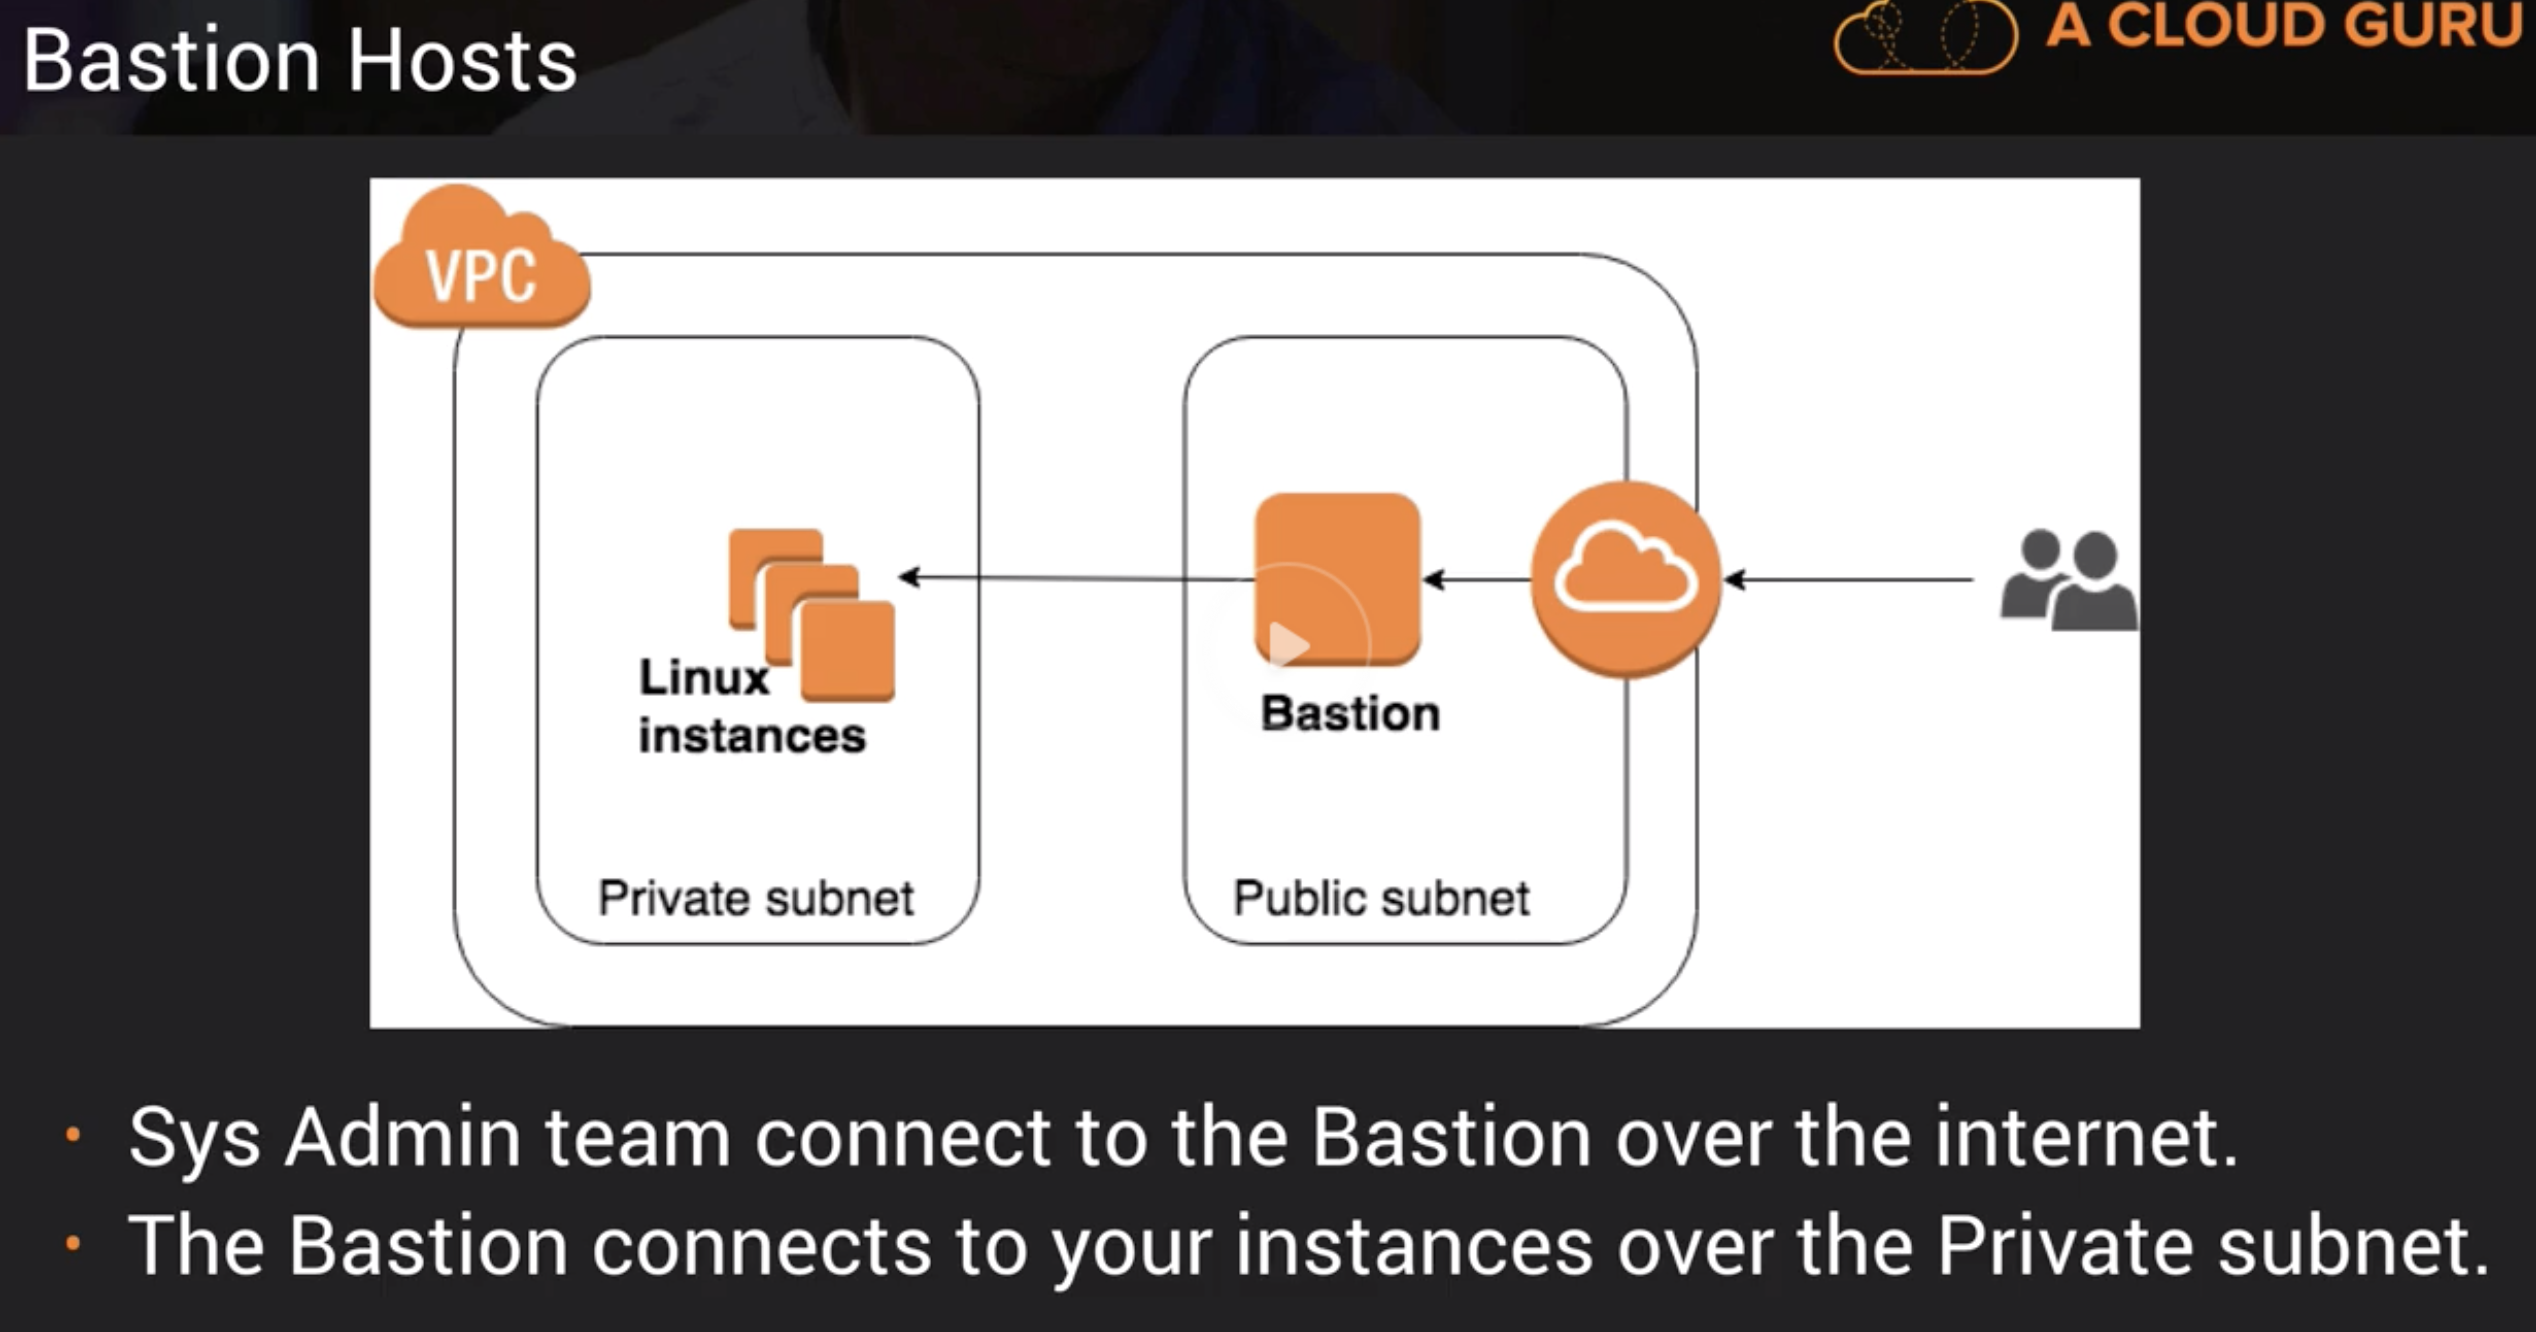 Bastion Hosts
A CLOUD GURU
VPC
Linux
instances
Bastion
Private subnet
Public subnet
• Sys Admin team connect to the Bastion over the internet.
• The Bastion connects to your instances over the Private subnet.